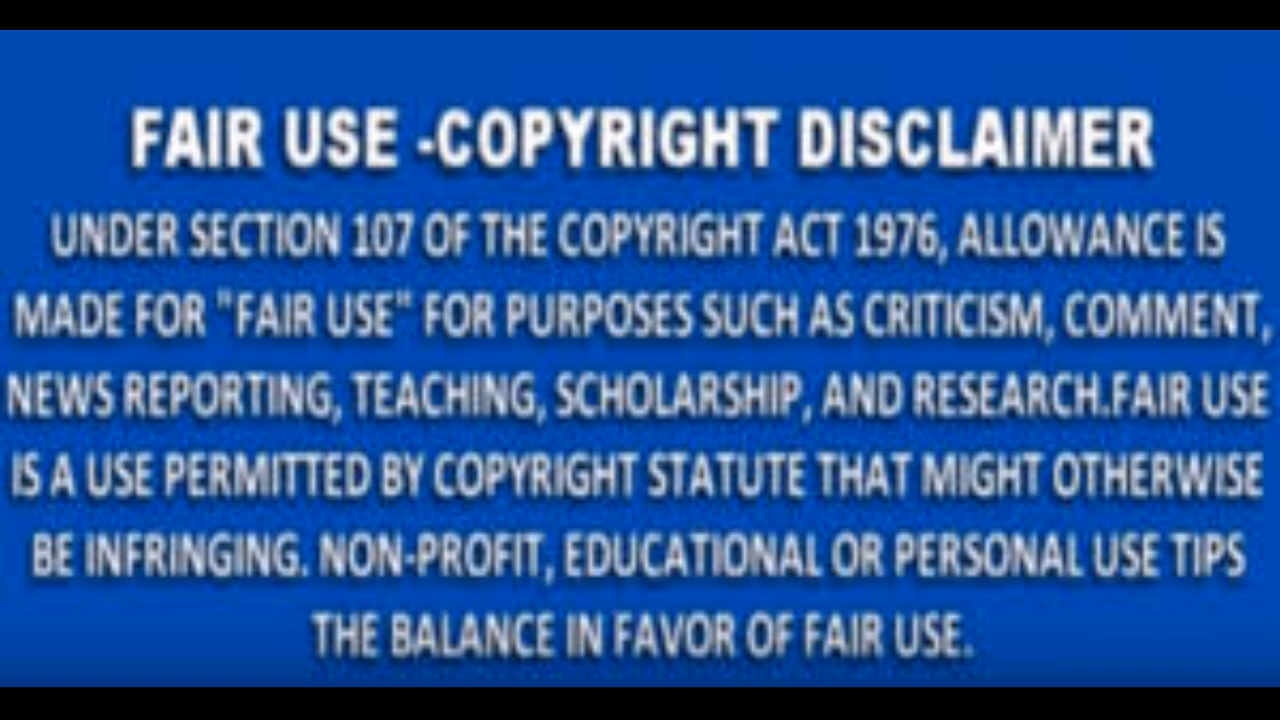 FAIR USE -COPYRIGHT DISCLAIMER
UNDER SECTION 107 OF THE COPYRIGHT ACT 1976, ALLOWANCE IS
MADE FOR "FAIR USE" FOR PURPOSES SUCH AS CRITICISM, COMMENT,
NEWS REPORTING, TEACHING, SCHOLARSHIP, AND RESEARCH.FAIR USE
IS A USE PERMITTED BY COPYRIGHT STATUTE THAT MIGHT OTHERWISE
BE INFRINGING. NON-PROFIT, EDUCATIONAL OR PERSONAL USE TIPS
THE BALANCE IN FAVOR OF FAIR USE.